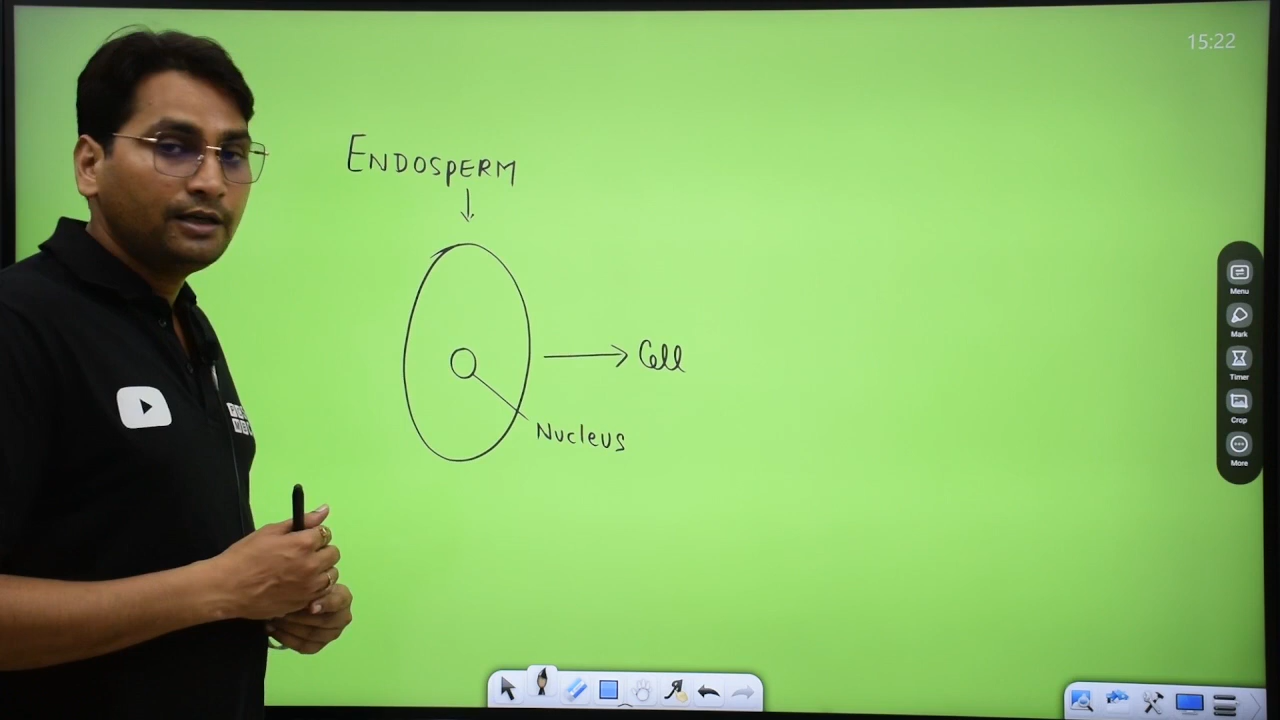 15:22
ENDOSPERM
Cell
Nucleus
Menu
Mark
Timer
Crop
More